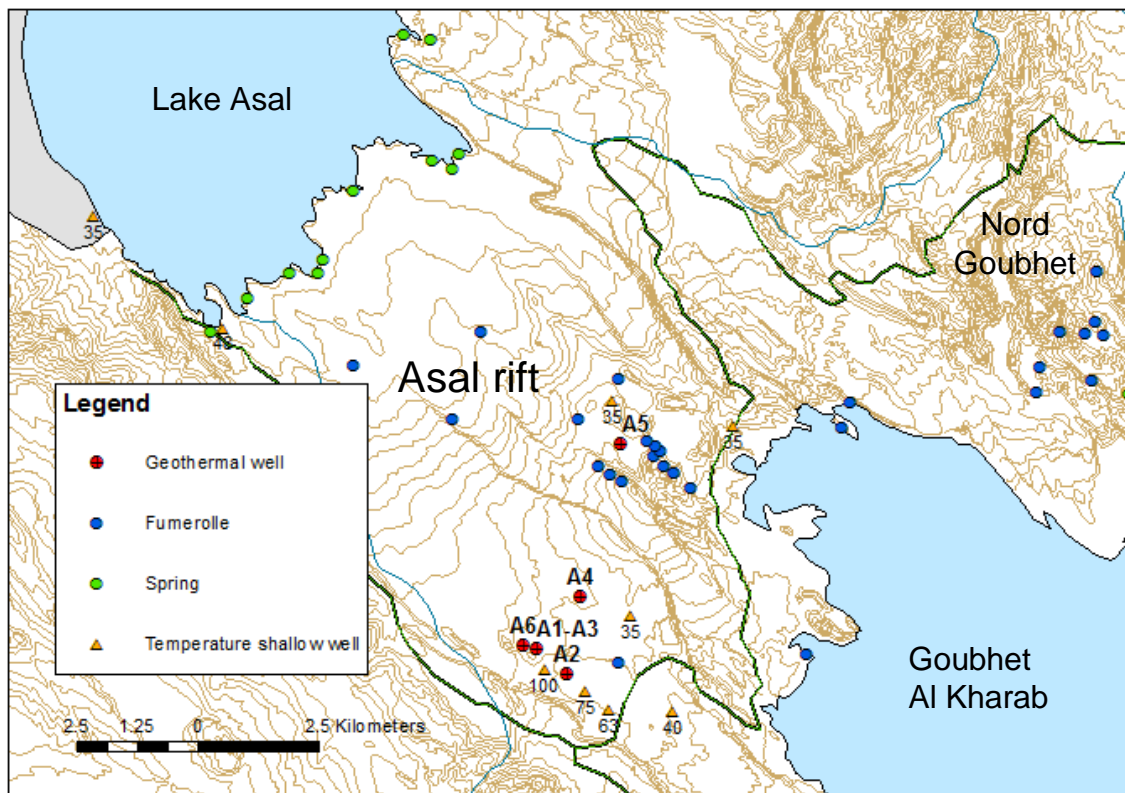 Lake Asal
35
Nord
Goubhet
Asal rift
Legend
Geothermal well
Fumerolle
Spring
Temperature shallow well
35
A5
35
A4
A6
A1-A3
35
A2
100
75
63
40
Goubhet
Al Kharab
2.5 1.25 0 2.5 Kilometers